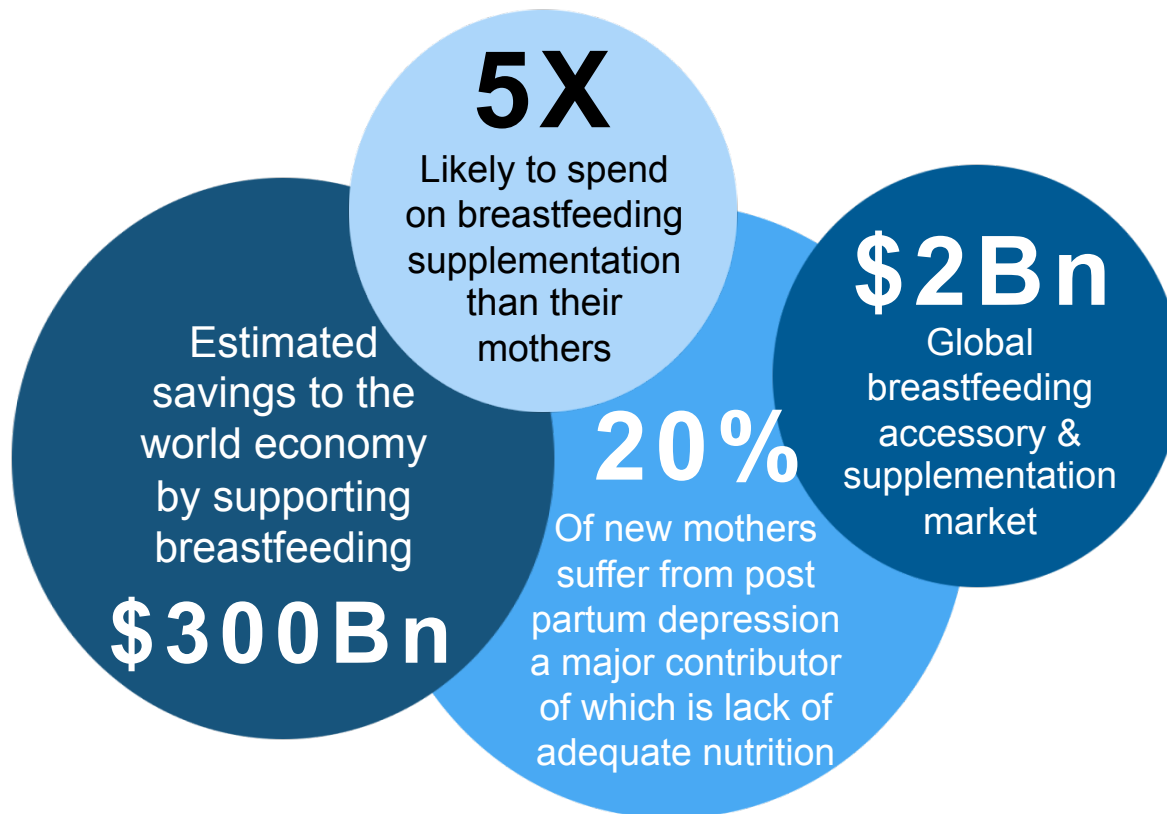 5X
Likely to spend
on breastfeeding
supplementation
than their
mothers
Estimated
savings to the
world economy
by supporting
breastfeeding
$300Bn
20%
Of new mothers
suffer from post
partum depression
a major contributor
of which is lack of
adequate nutrition
$2Bn
Global
breastfeeding
accessory &
supplementation
market